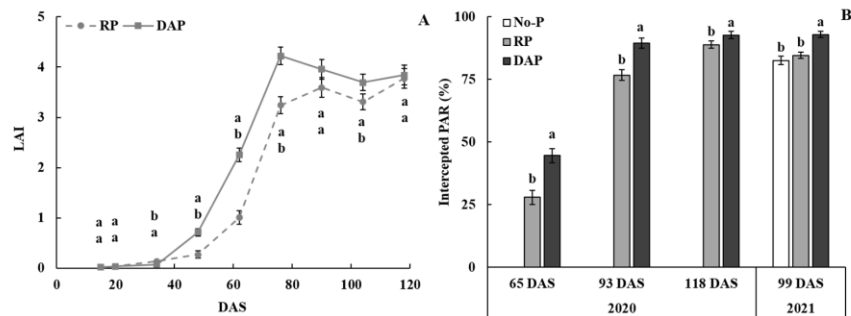 RP DAP A
5
4
3
2
1
0
LAI
a a b a a a a a a
a a a b b b a b a
0 20 40 60 80 100 120
DAS
No-P B
RP
DAP
100
75
50
25
0
Intercepted PAR (%)
b a b a b a b b a
65 DAS 93 DAS 118 DAS 99 DAS
2020 2021